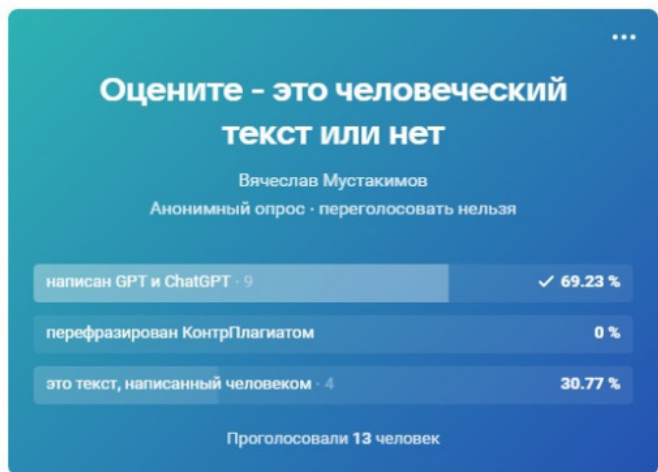 Оцените - это человеческий
текст или нет
Вячеслав Мустакимов
Анонимный опрос · переголосовать нельзя
написан GPT и ChatGPT · 9 69.23 %
перефразирован КонтрПлагиатом 0 %
это текст, написанный человеком · 4 30.77 %
Проголосовали 13 человек